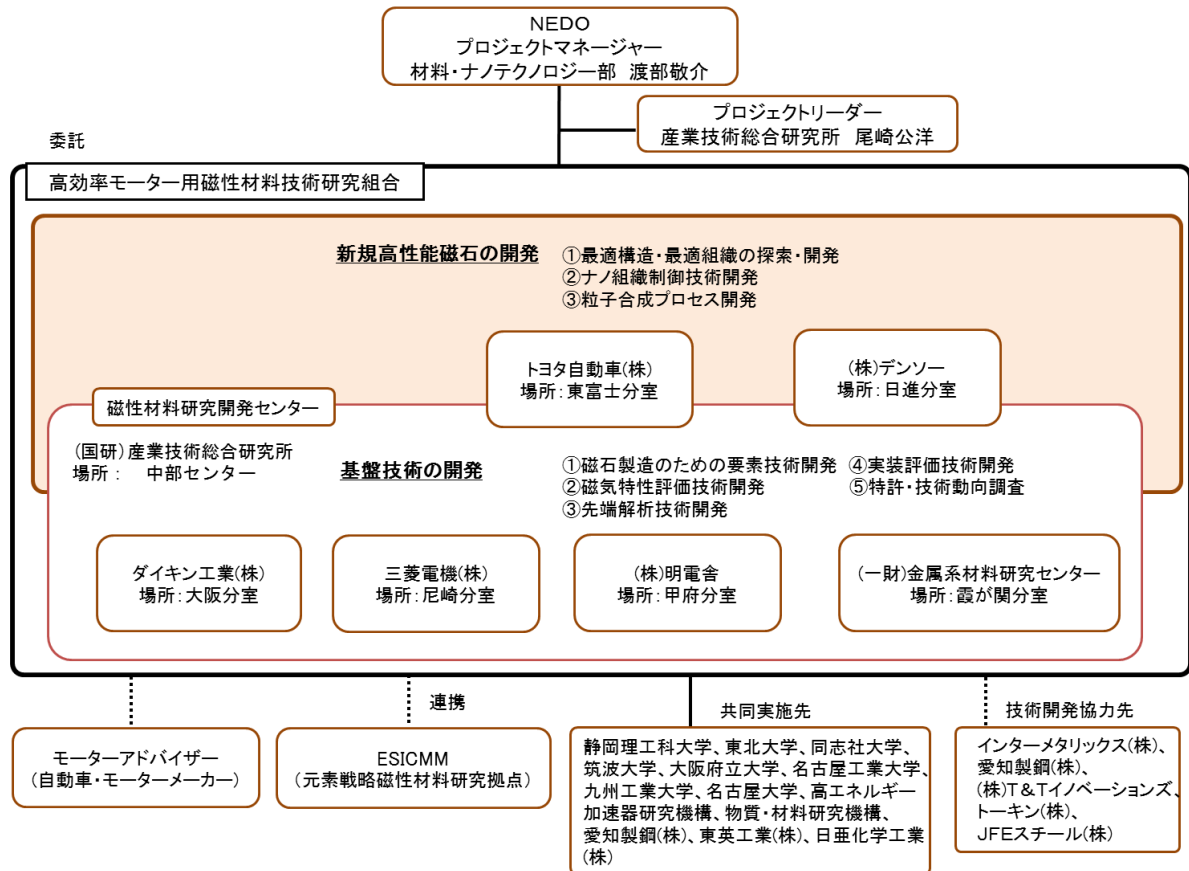 NEDO
プロジェクトマネージャー
材料・ナノテクノロジー部 渡部敬介
プロジェクトリーダー
産業技術総合研究所 尾崎公洋
委託
高効率モーター用磁性材料技術研究組合
新規高性能磁石の開発
①最適構造・最適組織の探索・開発
②ナノ組織制御技術開発
③粒子合成プロセス開発
トヨタ自動車(株)
場所：東富士分室
(株)デンソー
場所：日進分室
磁性材料研究開発センター
(国研)産業技術総合研究所
場所： 中部センター
基盤技術の開発
①磁石製造のための要素技術開発
②磁気特性評価技術開発
③先端解析技術開発
④実装評価技術開発
⑤特許・技術動向調査
ダイキン工業(株)
場所：大阪分室
三菱電機(株)
場所：尼崎分室
(株)明電舎
場所：甲府分室
(一財)金属系材料研究センター
場所：霞が関分室
モーターアドバイザー
(自動車・モーターメーカー)
連携
ESICMM
(元素戦略磁性材料研究拠点)
共同実施先
静岡理工科大学、東北大学、同志社大学、
筑波大学、大阪府立大学、名古屋工業大学、
九州工業大学、名古屋大学、高エネルギー
加速器研究機構、物質・材料研究機構、
愛知製鋼(株)、東英工業(株)、日亜化学工業
(株)
技術開発協力先
インターメタリックス(株)、
愛知製鋼(株)、
(株)T＆Tイノベーションズ、
トーキン(株)、
JFEスチール(株)